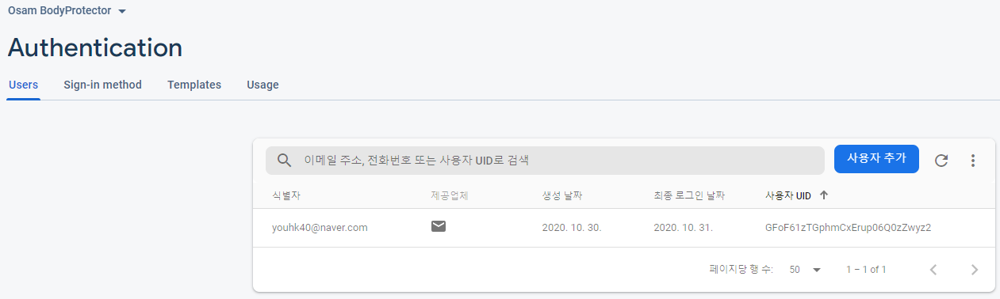 Osam BodyProtector
Authentication
Users Sign-in method Templates Usage
이메일 주소, 전화번호 또는 사용자 UID로 검색 사용자 추가
식별자 제공업체 생성 날짜 최종 로그인 날짜 사용자 UID
youhk40@naver.com 2020. 10. 30. 2020. 10. 31. GFoF61zTGphmCxErup06Q0zZwyz2
페이지당 행 수: 50 1 – 1 of 1